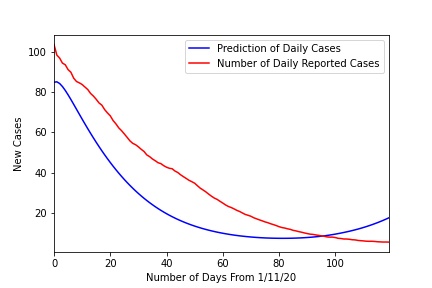 Prediction of Daily Cases
Number of Daily Reported Cases
100
80
60
40
20
New Cases
0 20 40 60 80 100
Number of Days From 1/11/20